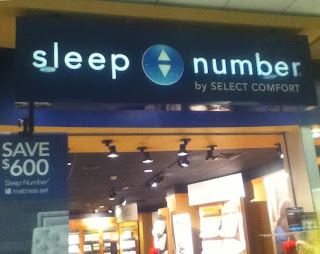 sleep number
by SELECT COMFORT
SAVE
$600
Sleep Number®
mattress set